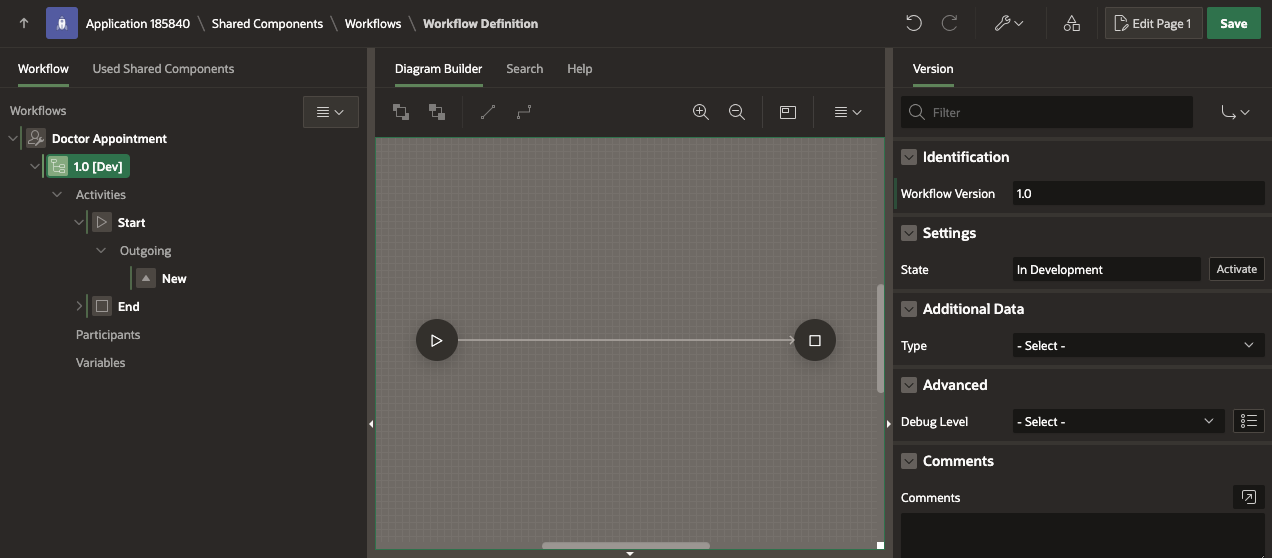 Application 185840 \ Shared Components \ Workflows \ Workflow Definition
Edit Page 1
Save
Workflow
Used Shared Components
Workflows
Doctor Appointment
1.0 [Dev]
Activities
Start
Outgoing
New
End
Participants
Variables
Diagram Builder
Search
Help
Version
Filter
Identification
Workflow Version
1.0
Settings
State
In Development
Activate
Additional Data
Type
- Select -
Advanced
Debug Level
- Select -
Comments
Comments